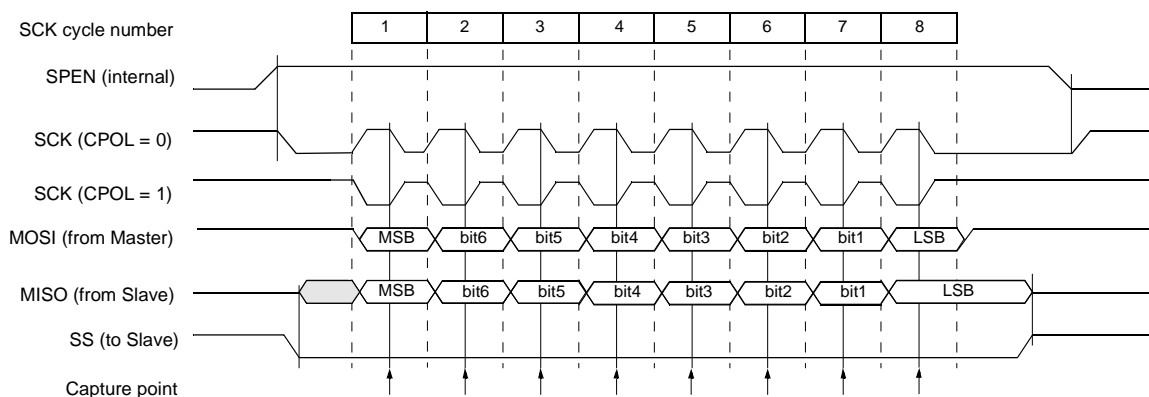 SCK cycle number 1 2 3 4 5 6 7 8
SPEN (internal)
SCK (CPOL = 0)
SCK (CPOL = 1)
MOSI (from Master) MSB bit6 bit5 bit4 bit3 bit2 bit1 LSB
MISO (from Slave) MSB bit6 bit5 bit4 bit3 bit2 bit1 LSB
SS (to Slave)
Capture point